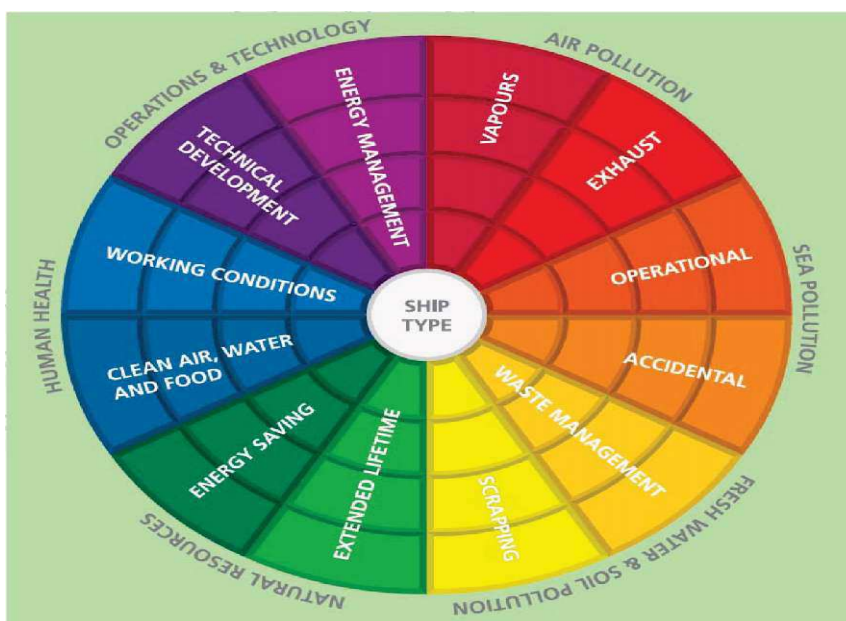 OPERATIONS & TECHNOLOGY
AIR POLLUTION
ENERGY MANAGEMENT
VAPOURS
TECHNICAL
DEVELOPMENT
EXHAUST
WORKING CONDITIONS
OPERATIONAL
HUMAN HEALTH
SHIP
TYPE
SEA POLLUTION
CLEAN AIR, WATER
AND FOOD
ACCIDENTAL
ENERGY SAVING
WASTE MANAGEMENT
EXTENDED LIFETIME
SCRAPPING
NATURAL RESOURCES
FRESH WATER & SOIL POLLUTION